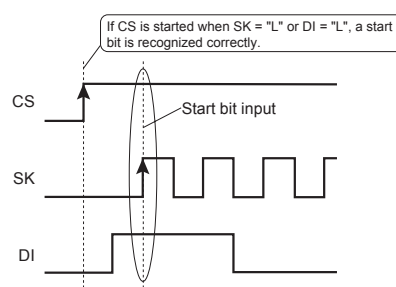 If CS is started when SK = "L" or DI = "L", a start
bit is recognized correctly.
CS
Start bit input
SK
DI